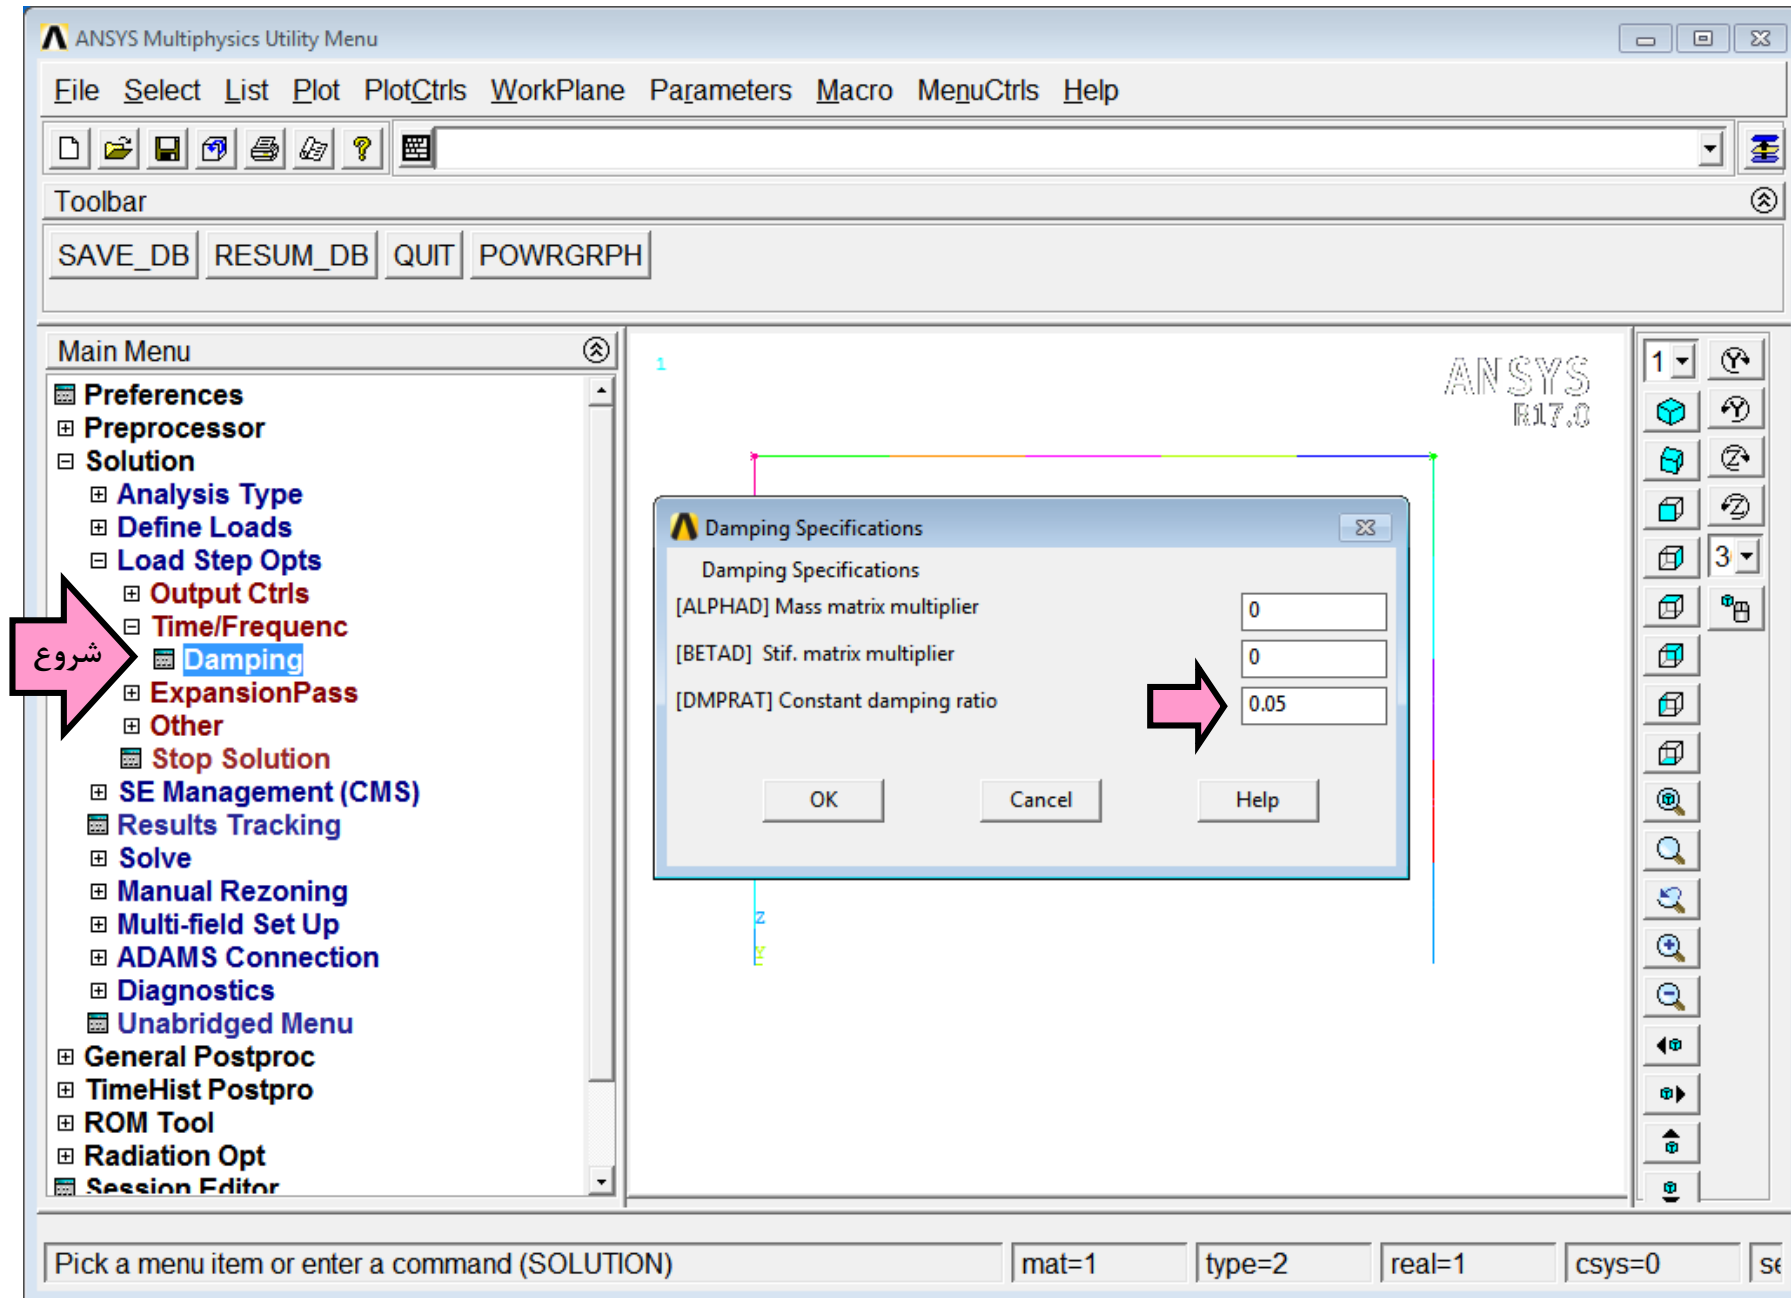 ANSYS Multiphysics Utility Menu
File Select List Plot PlotCtrls WorkPlane Parameters Macro MenuCtrls Help
Toolbar
SAVE_DB RESUM_DB QUIT POWRGRPH
Main Menu
Preferences
Preprocessor
Solution
Analysis Type
Define Loads
Load Step Opts
Output Ctrls
Time/Frequenc
شروع
Damping
ExpansionPass
Other
Stop Solution
SE Management (CMS)
Results Tracking
Solve
Manual Rezoning
Multi-field Set Up
ADAMS Connection
Diagnostics
Unabridged Menu
General Postproc
TimeHist Postpro
ROM Tool
Radiation Opt
Session Editor
1
ANSYS
R17.0
Damping Specifications
Damping Specifications
[ALPHAD] Mass matrix multiplier 0
[BETAD] Stif. matrix multiplier 0
[DMPRAT] Constant damping ratio 0.05
OK Cancel Help
Z
Y
1
3
Pick a menu item or enter a command (SOLUTION) mat=1 type=2 real=1 csys=0